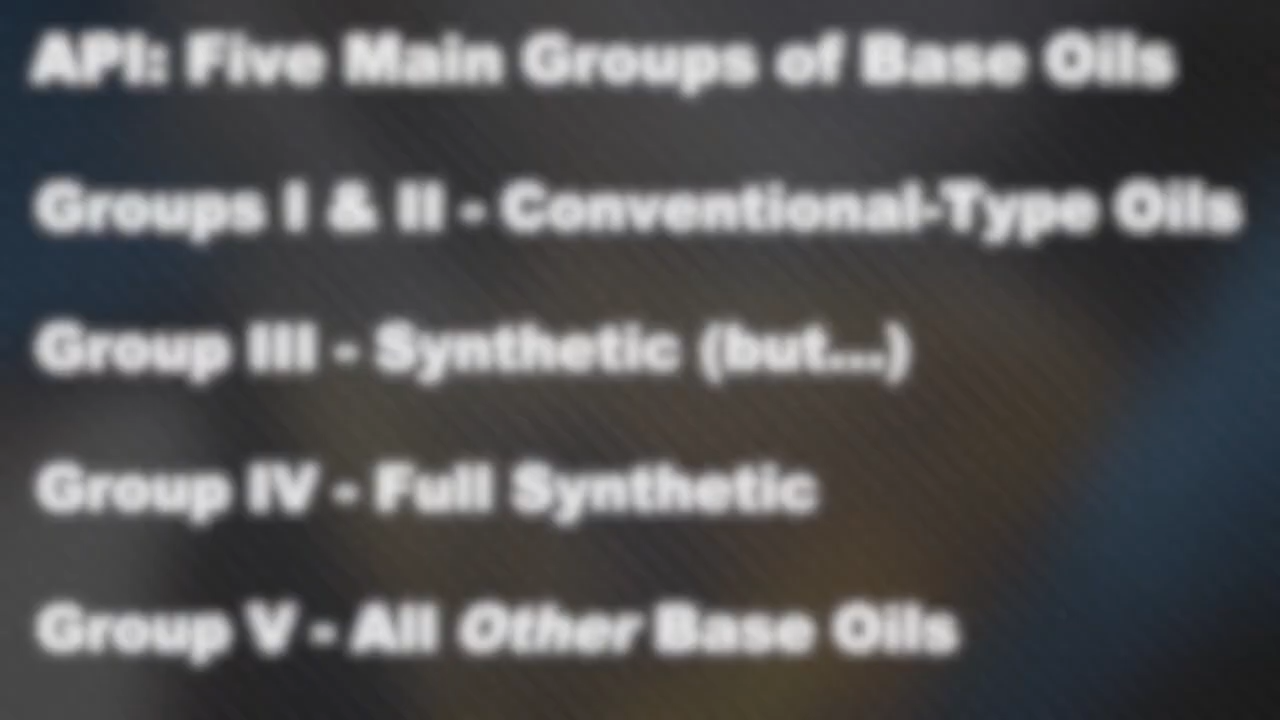 API: Five Main Groups of Base Oils
Groups I & II - Conventional-Type Oils
Group III - Synthetic (but...)
Group IV - Full Synthetic
Group V - All Other Base Oils